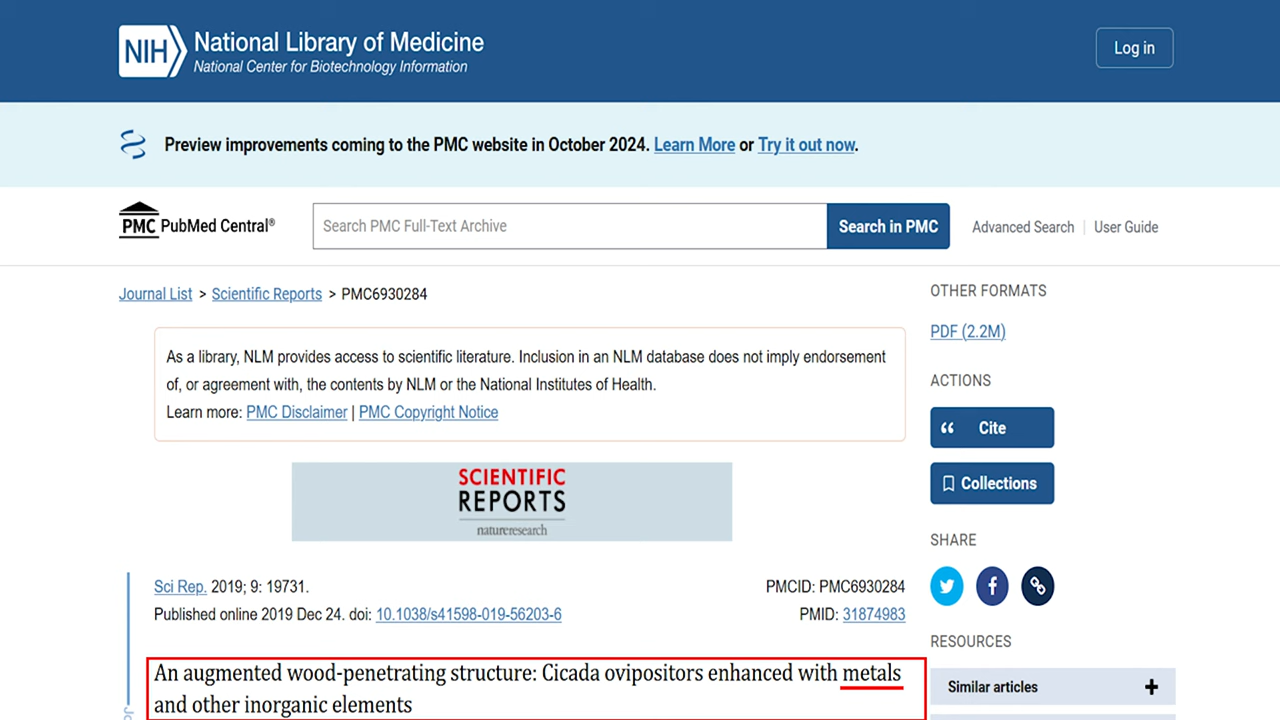 NIH National Library of Medicine
National Center for Biotechnology Information
Log in
Preview improvements coming to the PMC website in October 2024. Learn More or Try it out now.
PMC PubMed Central®
Search PMC Full-Text Archive
Search in PMC
Advanced Search | User Guide
Journal List > Scientific Reports > PMC6930284
As a library, NLM provides access to scientific literature. Inclusion in an NLM database does not imply endorsement
of, or agreement with, the contents by NLM or the National Institutes of Health.
Learn more: PMC Disclaimer | PMC Copyright Notice
SCIENTIFIC
REPORTS
natureresearch
Sci Rep. 2019; 9: 19731.
Published online 2019 Dec 24. doi: 10.1038/s41598-019-56203-6
PMCID: PMC6930284
PMID: 31874983
An augmented wood-penetrating structure: Cicada ovipositors enhanced with metals
and other inorganic elements
OTHER FORMATS
PDF (2.2M)
ACTIONS
Cite
Collections
SHARE
RESOURCES
Similar articles